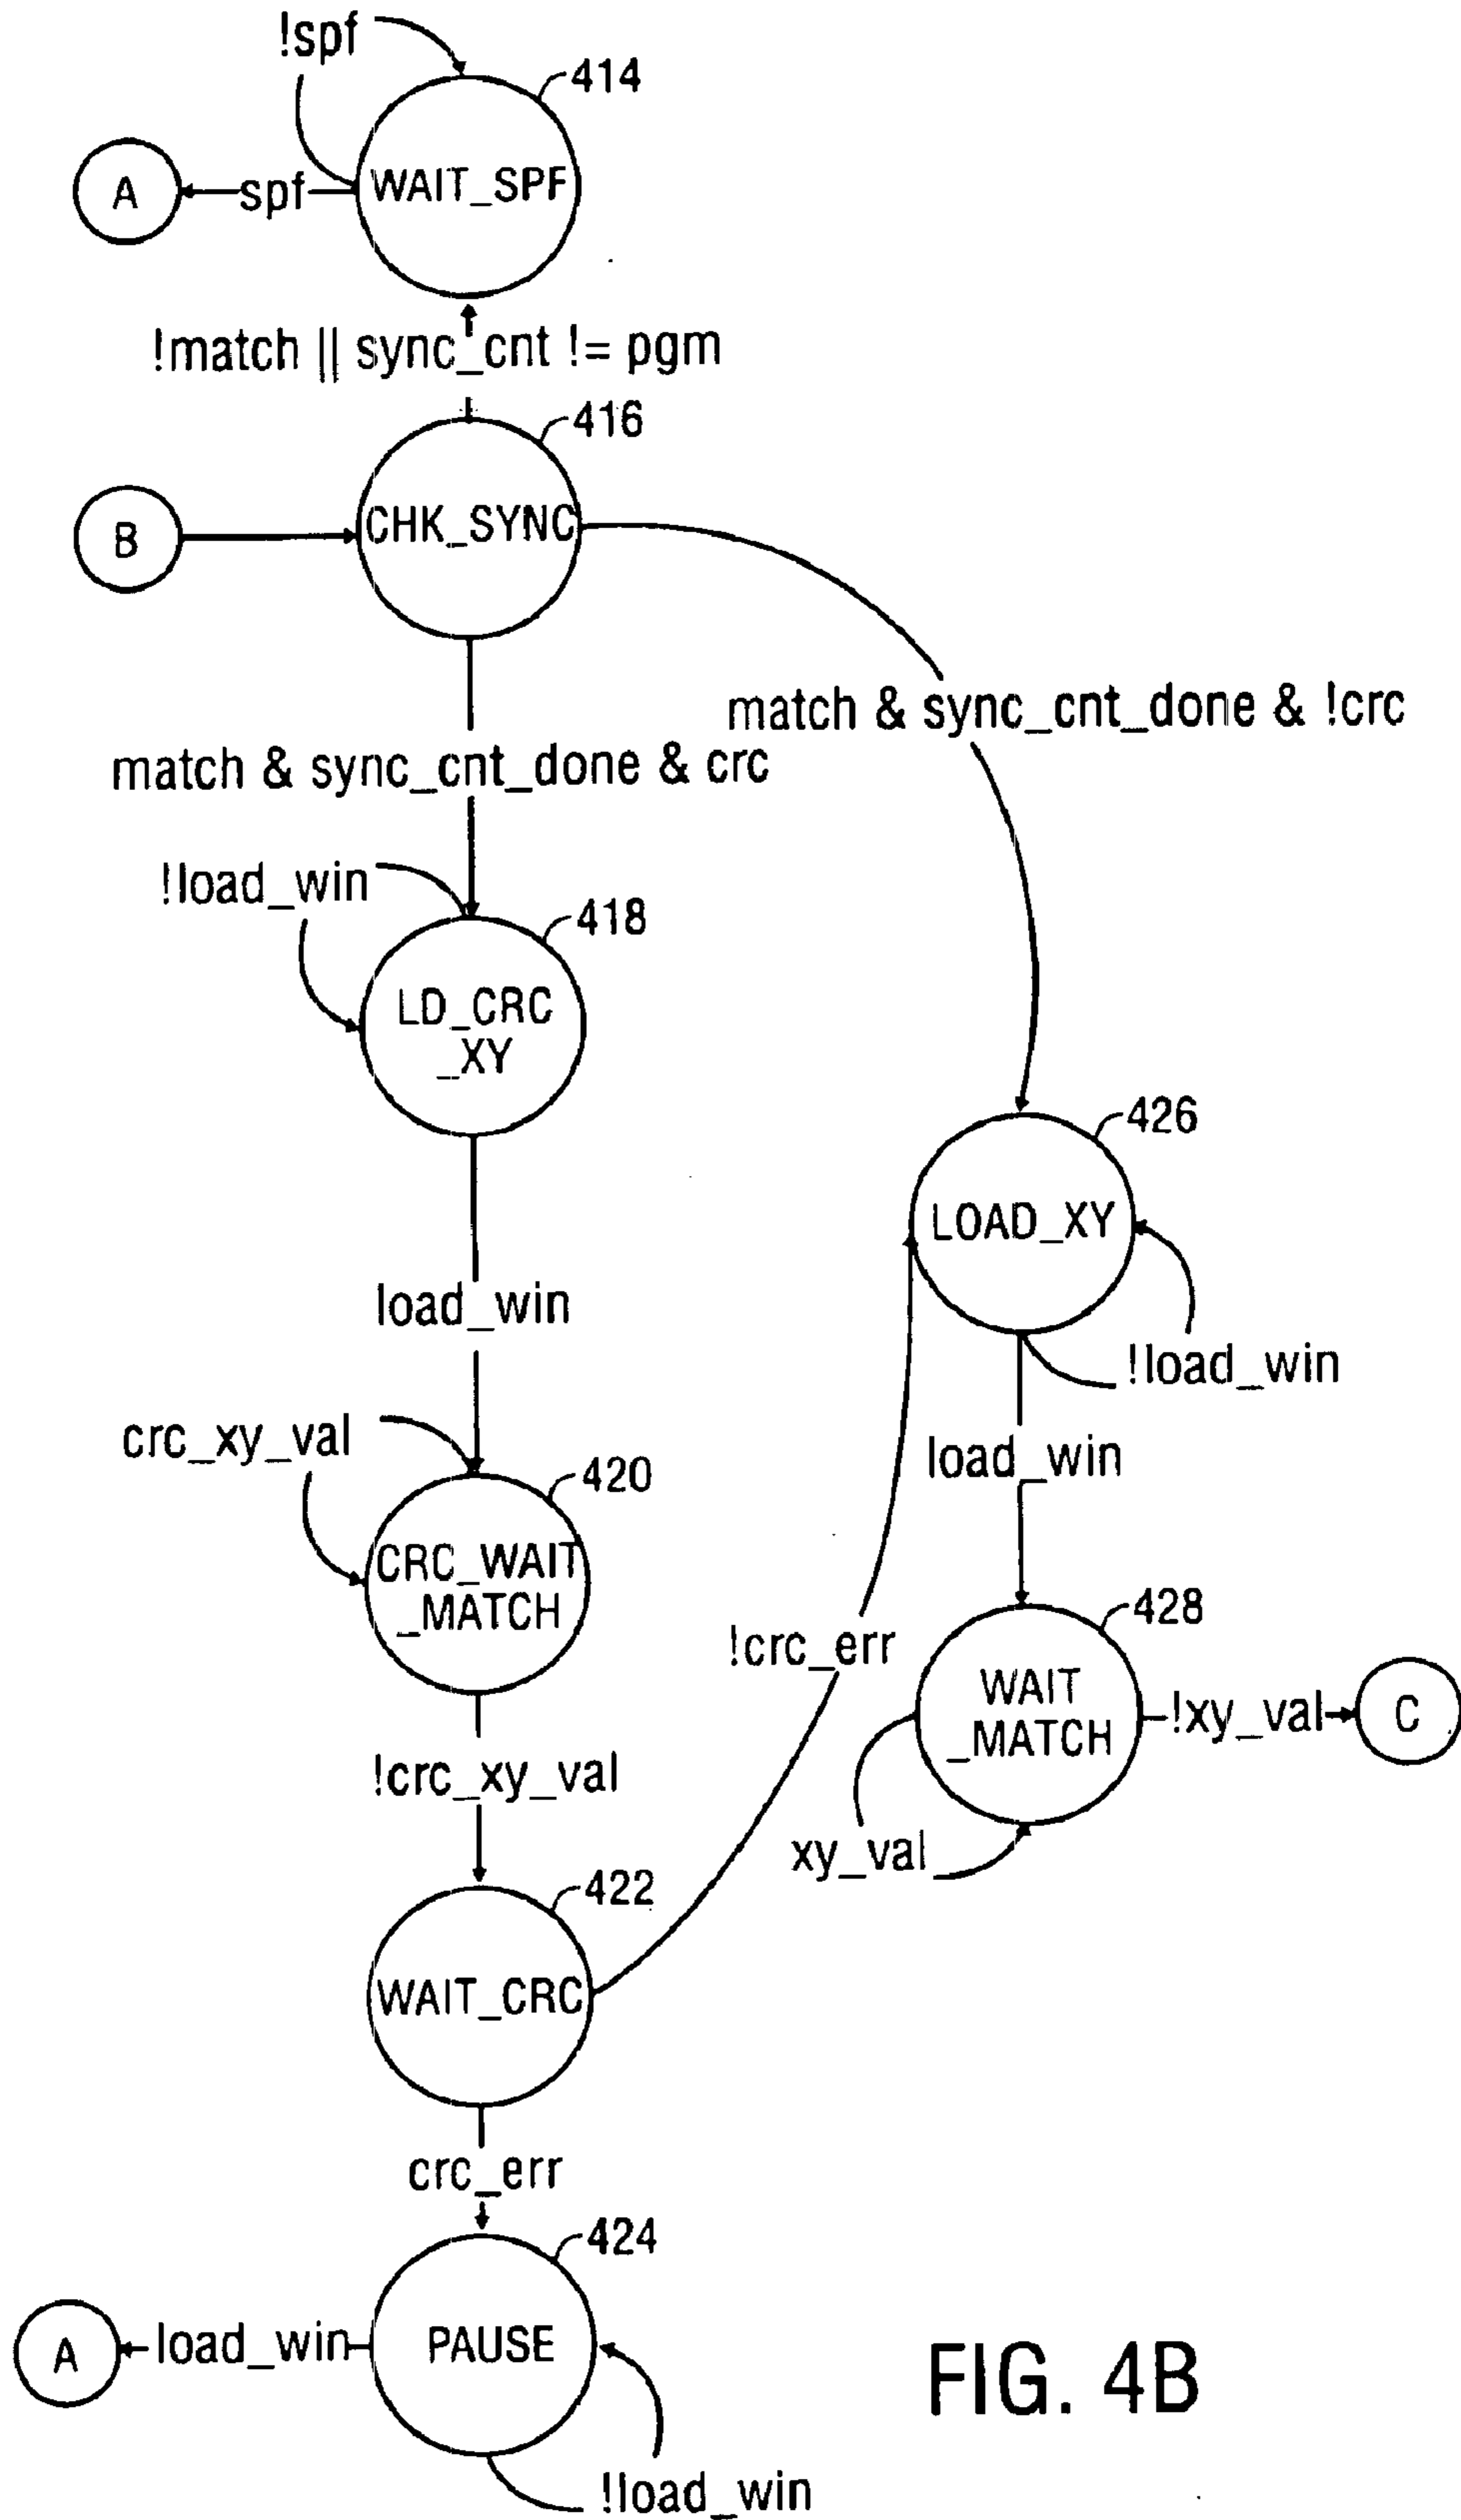 !spf
414
A
spf
WAIT_SPF
!match || sync_cnt != pgm
416
B
CHK_SYNC
match & sync_cnt_done & !crc
match & sync_cnt_done & crc
!load_win
418
LD_CRC
_XY
426
LOAD_XY
load_win
!load_win
crc_xy_val
load_win
420
CRC_WAIT
_MATCH
428
!crc_err
WAIT
_MATCH
!xy_val
C
!crc_xy_val
xy_val
422
WAIT_CRC
crc_err
424
A
load_win
PAUSE
!load_win
FIG. 4B